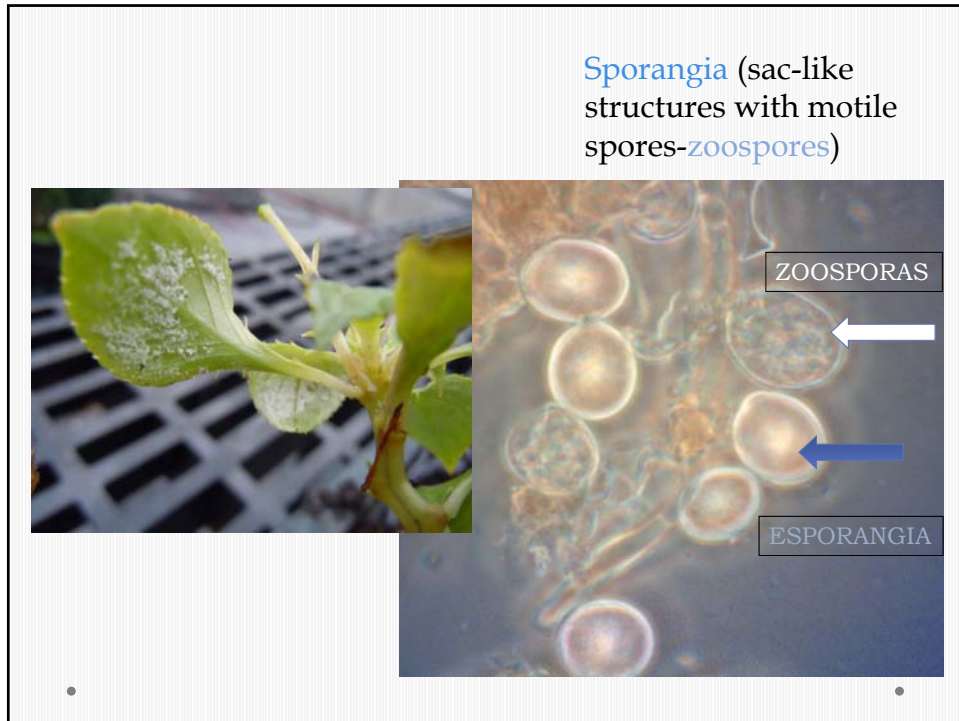 Sporangia (sac-like
structures with motile
spores-zoospores)
ZOOSPORAS
ESPORANGIA